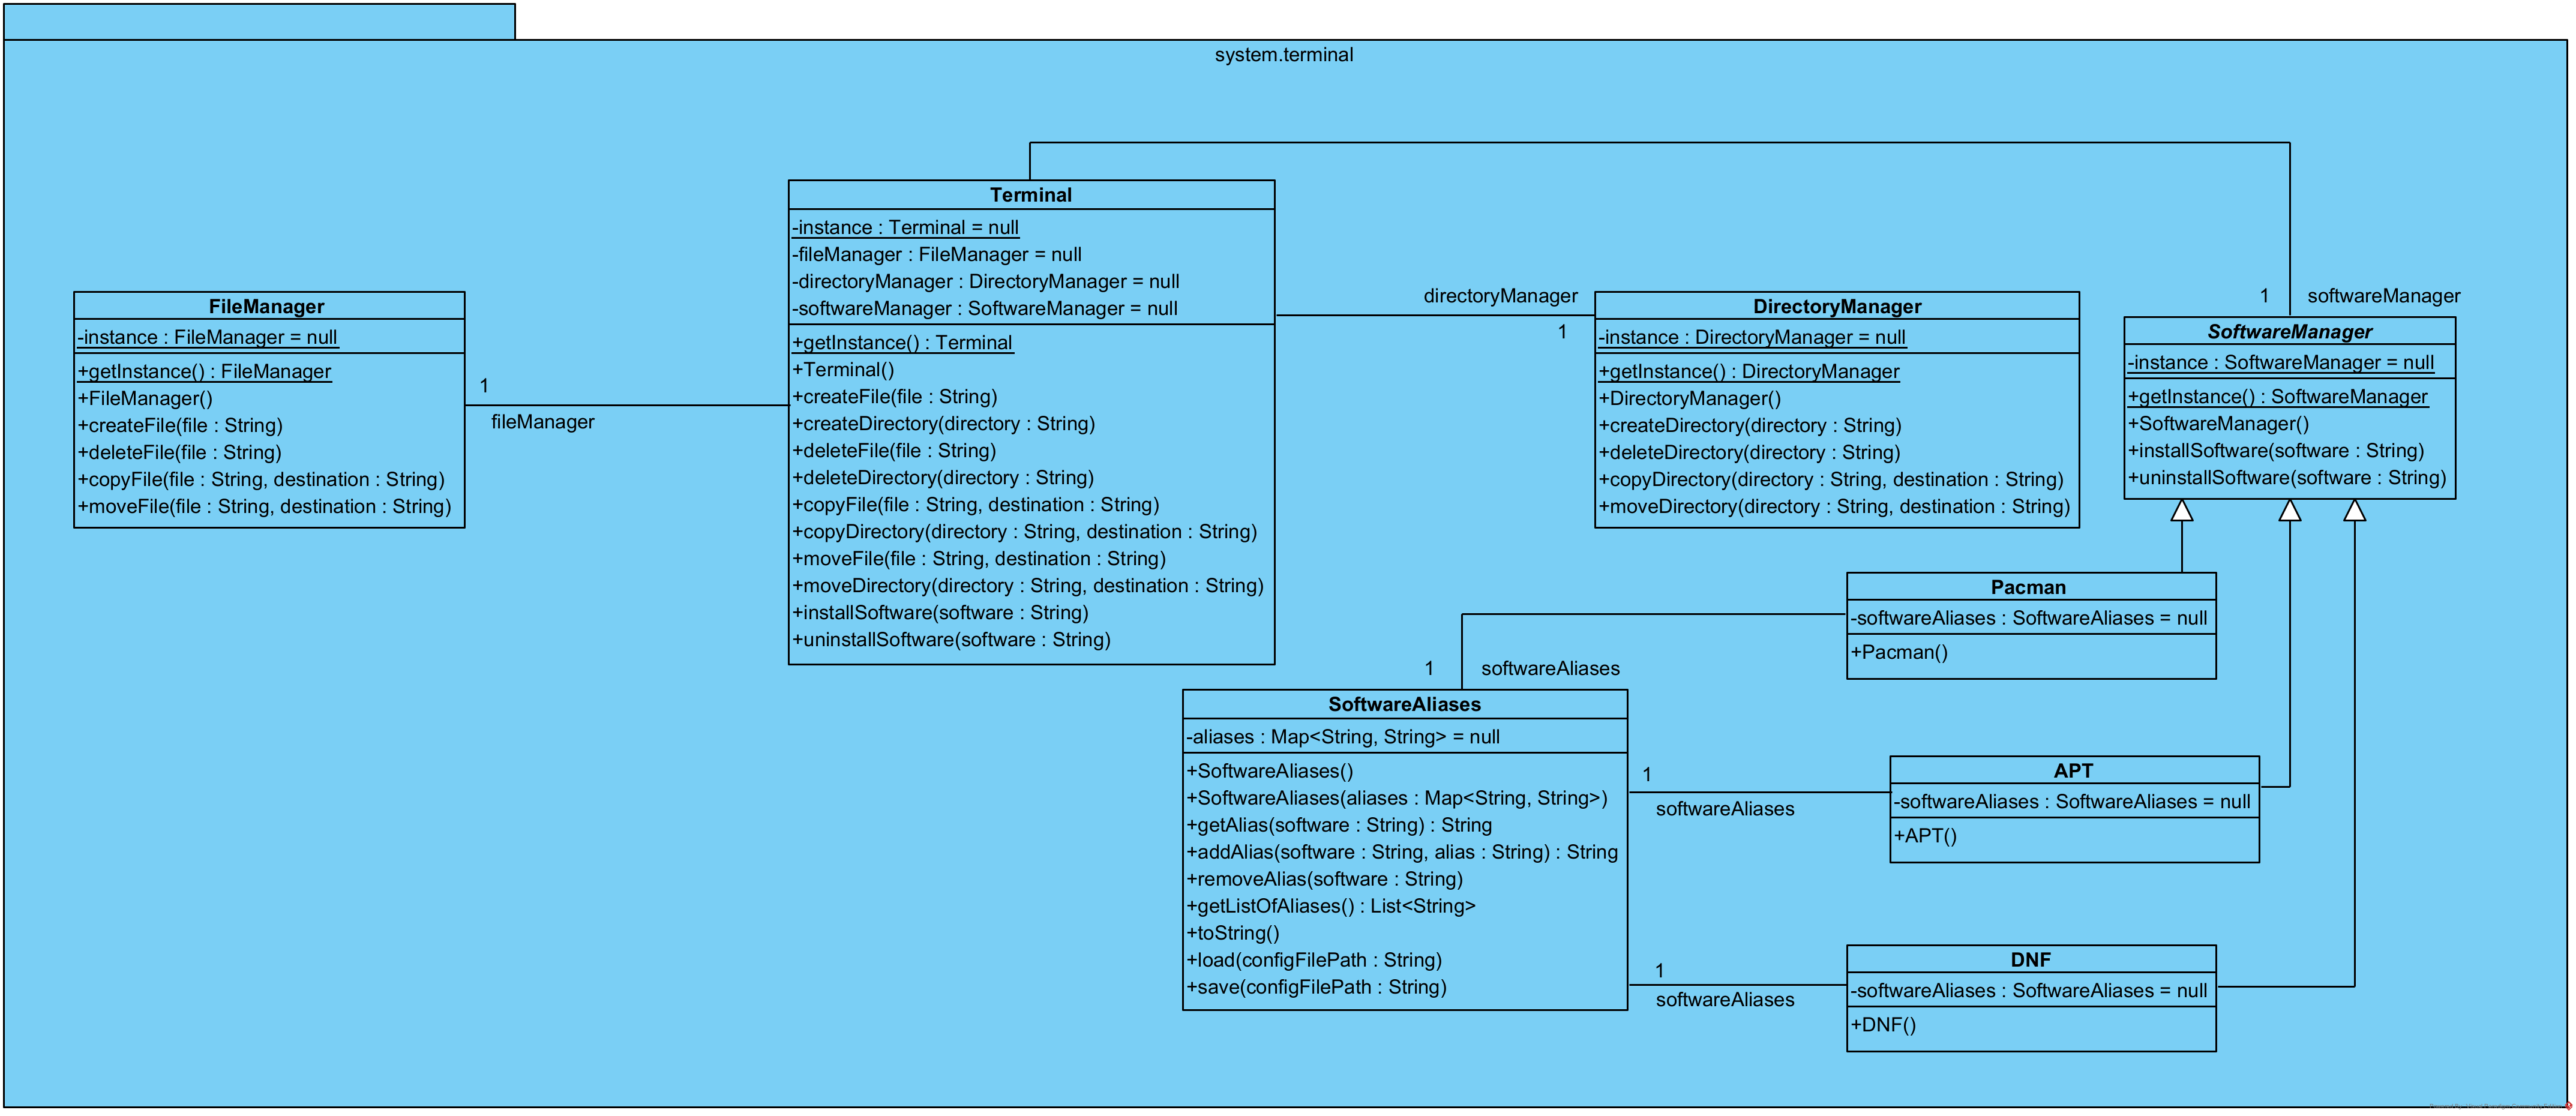 system.terminal
Terminal
-instance : Terminal = null
-fileManager : FileManager = null
-directoryManager : DirectoryManager = null
-softwareManager : SoftwareManager = null
+getInstance() : Terminal
+Terminal()
+createFile(file : String)
+createDirectory(directory : String)
+deleteFile(file : String)
+deleteDirectory(directory : String)
+copyFile(file : String, destination : String)
+copyDirectory(directory : String, destination : String)
+moveFile(file : String, destination : String)
+moveDirectory(directory : String, destination : String)
+installSoftware(software : String)
+uninstallSoftware(software : String)
FileManager
-instance : FileManager = null
+getInstance() : FileManager
+FileManager()
+createFile(file : String)
+deleteFile(file : String)
+copyFile(file : String, destination : String)
+moveFile(file : String, destination : String)
1
fileManager
directoryManager
1
DirectoryManager
-instance : DirectoryManager = null
+getInstance() : DirectoryManager
+DirectoryManager()
+createDirectory(directory : String)
+deleteDirectory(directory : String)
+copyDirectory(directory : String, destination : String)
+moveDirectory(directory : String, destination : String)
1 softwareManager
SoftwareManager
-instance : SoftwareManager = null
+getInstance() : SoftwareManager
+SoftwareManager()
+installSoftware(software : String)
+uninstallSoftware(software : String)
Pacman
-softwareAliases : SoftwareAliases = null
+Pacman()
1 softwareAliases
SoftwareAliases
-aliases : Map<String, String> = null
+SoftwareAliases()
+SoftwareAliases(aliases : Map<String, String>)
+getAlias(software : String) : String
+addAlias(software : String, alias : String) : String
+removeAlias(software : String)
+getListOfAliases() : List<String>
+toString()
+load(configFilePath : String)
+save(configFilePath : String)
1
softwareAliases
APT
-softwareAliases : SoftwareAliases = null
+APT()
1
softwareAliases
DNF
-softwareAliases : SoftwareAliases = null
+DNF()